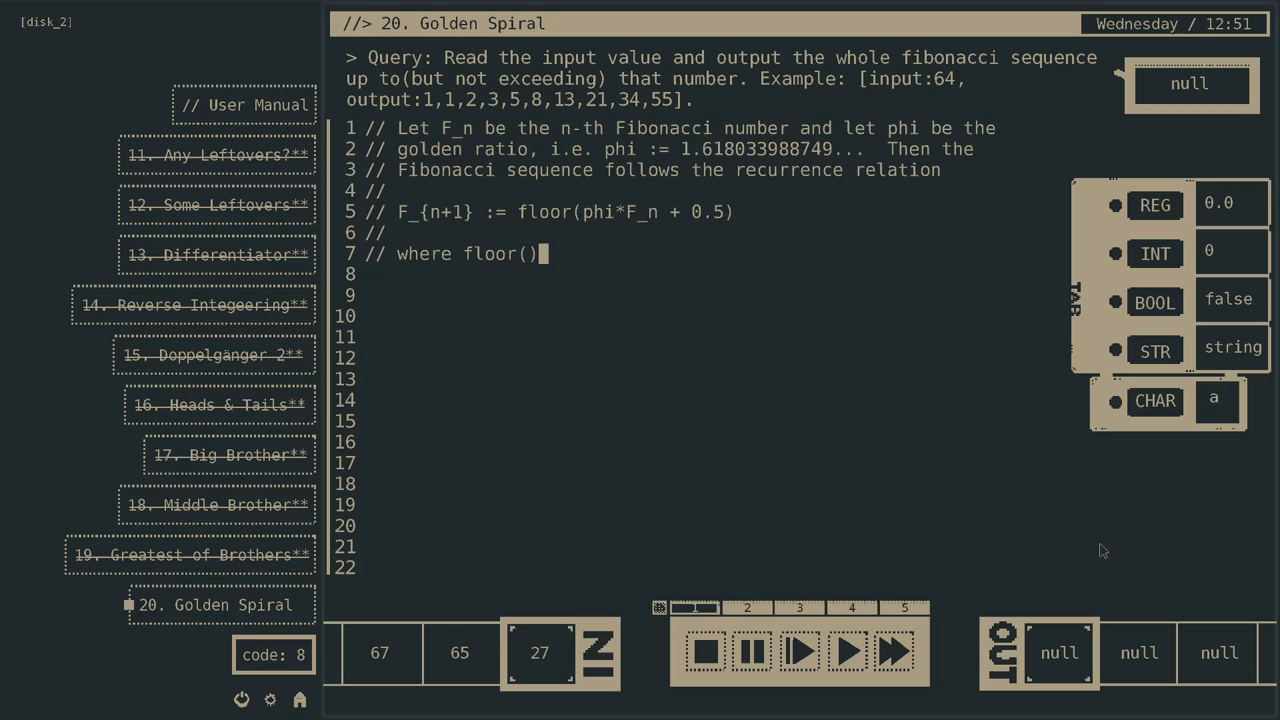 [disk_2]
//> 20. Golden Spiral
Wednesday / 12:51
> Query: Read the input value and output the whole fibonacci sequence
up to(but not exceeding) that number. Example: [input:64,
output:1,1,2,3,5,8,13,21,34,55].
null
// User Manual
11. Any Leftovers?**
12. Some Leftovers**
13. Differentiator**
14. Reverse Integeering**
15. Doppelgänger 2**
16. Heads & Tails**
17. Big Brother**
18. Middle Brother**
19. Greatest of Brothers**
20. Golden Spiral
code: 8
1 // Let F_n be the n-th Fibonacci number and let phi be the
2 // golden ratio, i.e. phi := 1.618033988749... Then the
3 // Fibonacci sequence follows the recurrence relation
4 //
5 // F_{n+1} := floor(phi*F_n + 0.5)
6 //
7 // where floor()
8
9
10
11
12
13
14
15
16
17
18
19
20
21
22
REG 0.0
INT 0
BOOL false
STR string
CHAR a
1 2 3 4 5
67 65 27 IN
OUT null null null